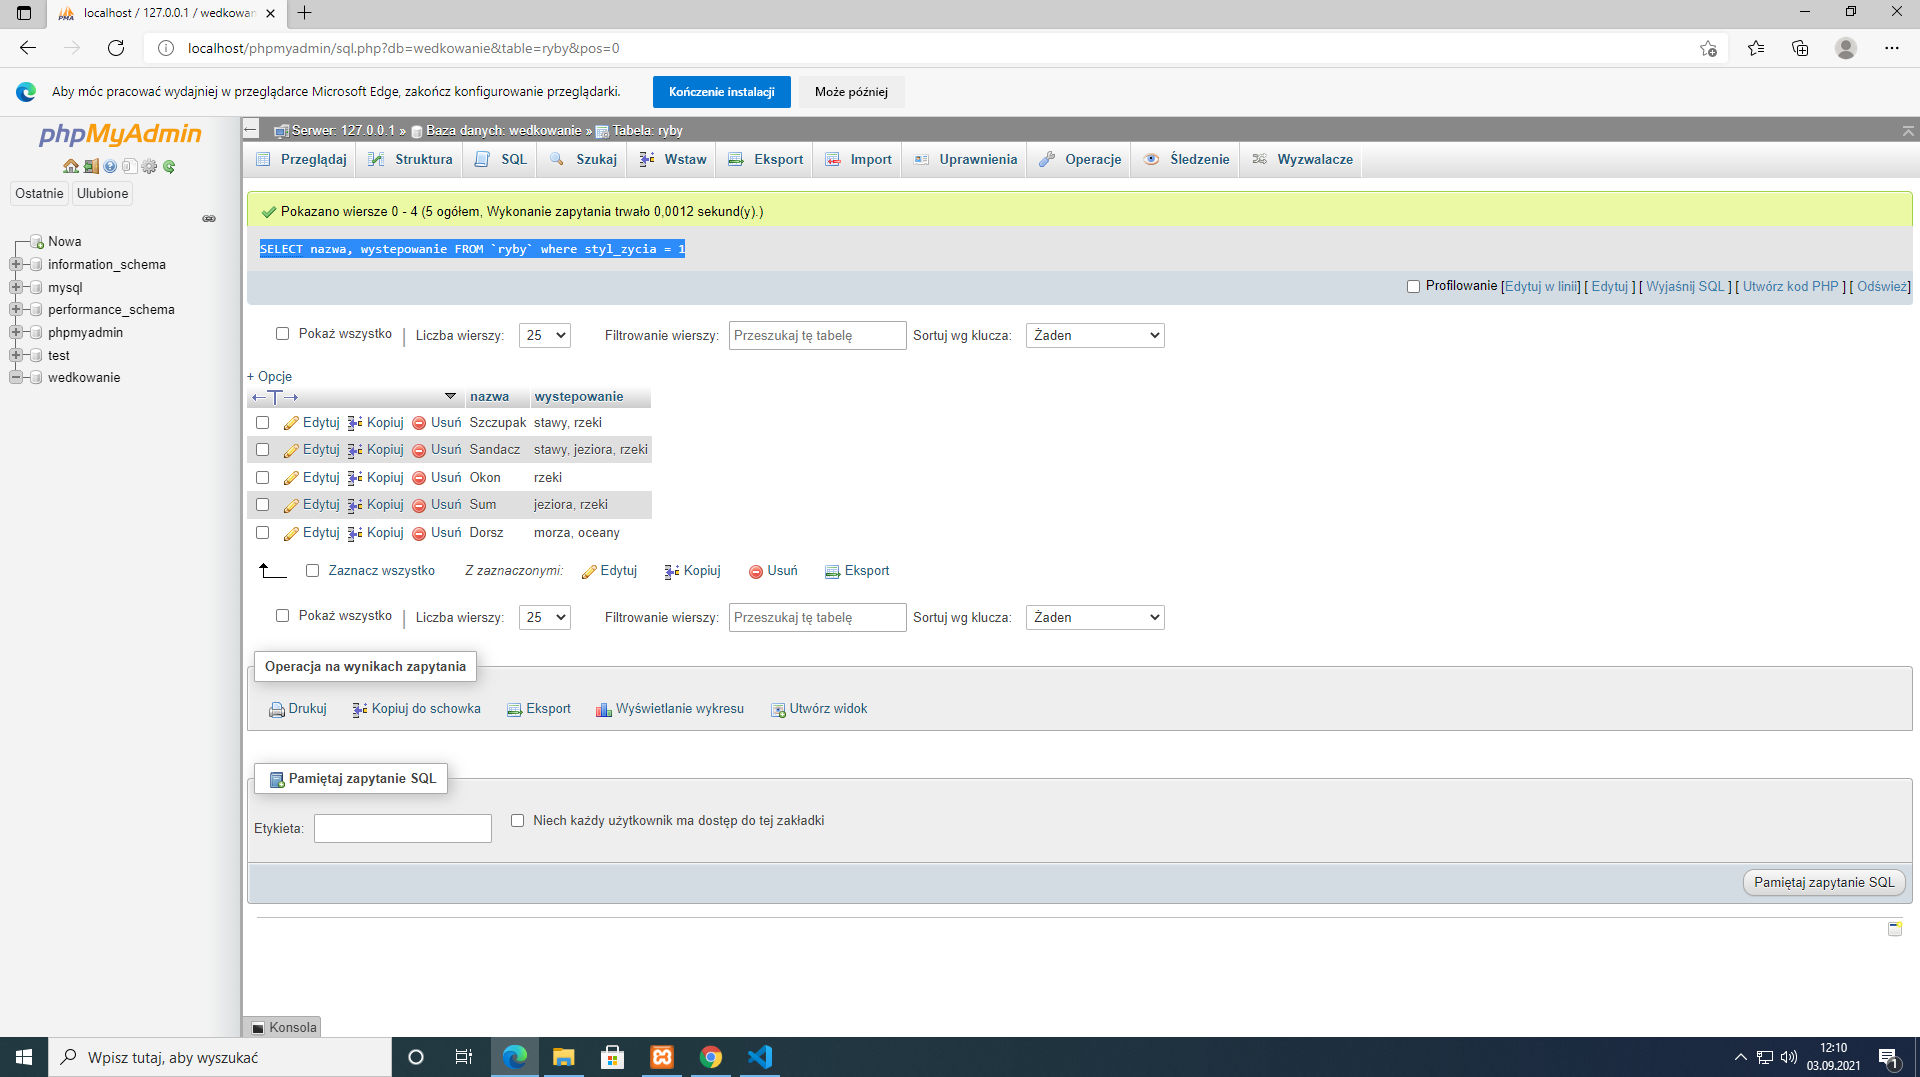 localhost / 127.0.0.1 / wedkowan
localhost/phpmyadmin/sql.php?db=wedkowanie&table=ryby&pos=0
Aby móc pracować wydajniej w przeglądarce Microsoft Edge, zakończ konfigurowanie przeglądarki.
Kończenie instalacji
Może później
phpMyAdmin
Ostatnie
Ulubione
Nowa
information_schema
mysql
performance_schema
phpmyadmin
test
wedkowanie
Serwer: 127.0.0.1 » Baza danych: wedkowanie » Tabela: ryby
Przeglądaj Struktura SQL Szukaj Wstaw Eksport Import Uprawnienia Operacje Śledzenie Wyzwalacze
Pokazano wiersze 0 - 4 (5 ogółem, Wykonanie zapytania trwało 0,0012 sekund(y).)
SELECT nazwa, wystepowanie FROM `ryby` where styl_zycia = 1
Profilowanie [Edytuj w linii] [ Edytuj ] [ Wyjaśnij SQL ] [ Utwórz kod PHP ] [ Odśwież]
Pokaż wszystko | Liczba wierszy: 25 Filtrowanie wierszy: Przeszukaj tę tabelę Sortuj wg klucza: Żaden
+ Opcje
←T→ nazwa wystepowanie
Edytuj Kopiuj Usuń Szczupak stawy, rzeki
Edytuj Kopiuj Usuń Sandacz stawy, jeziora, rzeki
Edytuj Kopiuj Usuń Okon rzeki
Edytuj Kopiuj Usuń Sum jeziora, rzeki
Edytuj Kopiuj Usuń Dorsz morza, oceany
Zaznacz wszystko Z zaznaczonymi: Edytuj Kopiuj Usuń Eksport
Pokaż wszystko | Liczba wierszy: 25 Filtrowanie wierszy: Przeszukaj tę tabelę Sortuj wg klucza: Żaden
Operacja na wynikach zapytania
Drukuj Kopiuj do schowka Eksport Wyświetlanie wykresu Utwórz widok
Pamiętaj zapytanie SQL
Etykieta: Niech każdy użytkownik ma dostęp do tej zakładki
Pamiętaj zapytanie SQL
Konsola
Wpisz tutaj, aby wyszukać
12:10
03.09.2021
1